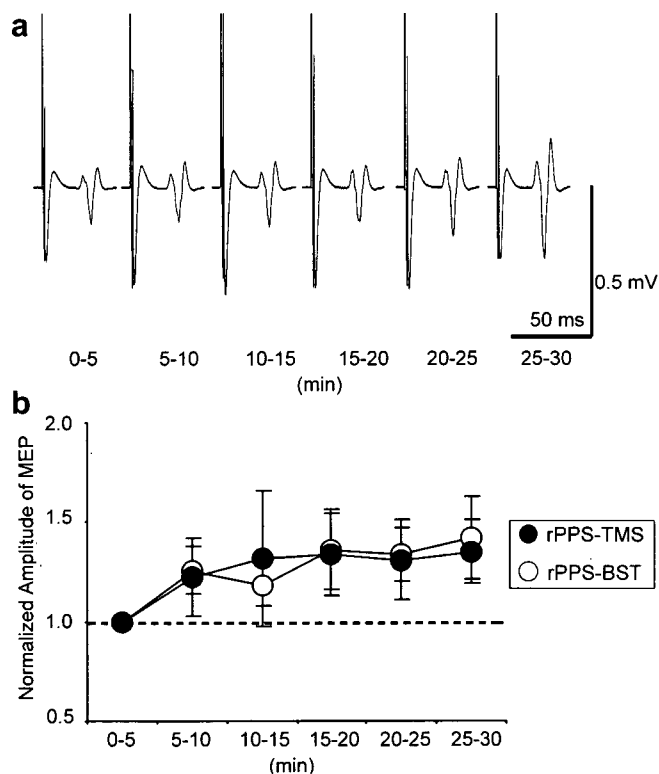 a
0.5 mV
50 ms
0-5 5-10 10-15 15-20 20-25 25-30
(min)
b
Normalized Amplitude of MEP
2.0
1.5
1.0
0.5
rPPS-TMS
rPPS-BST
0-5 5-10 10-15 15-20 20-25 25-30
(min)